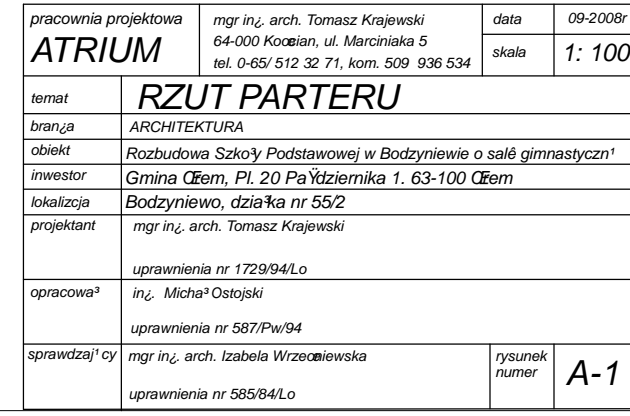 pracownia projektowa
ATRIUM
mgr in¿. arch. Tomasz Krajewski
64-000 Koœcian, ul. Marciniaka 5
tel. 0-65/ 512 32 71, kom. 509 936 534
data
09-2008r
skala
1: 100
temat
RZUT PARTERU
bran¿a
ARCHITEKTURA
obiekt
Rozbudowa Szko³y Podstawowej w Bodzyniewie o salê gimnastyczn¹
inwestor
Gmina Œrem, Pl. 20 PaŸdziernika 1. 63-100 Œrem
lokalizcja
Bodzyniewo, dzia³ka nr 55/2
projektant
mgr in¿. arch. Tomasz Krajewski
uprawnienia nr 1729/94/Lo
opracowa³
in¿. Micha³ Ostojski
uprawnienia nr 587/Pw/94
sprawdzaj¹cy
mgr in¿. arch. Izabela Wrzeœniewska
uprawnienia nr 585/84/Lo
rysunek
numer
A-1